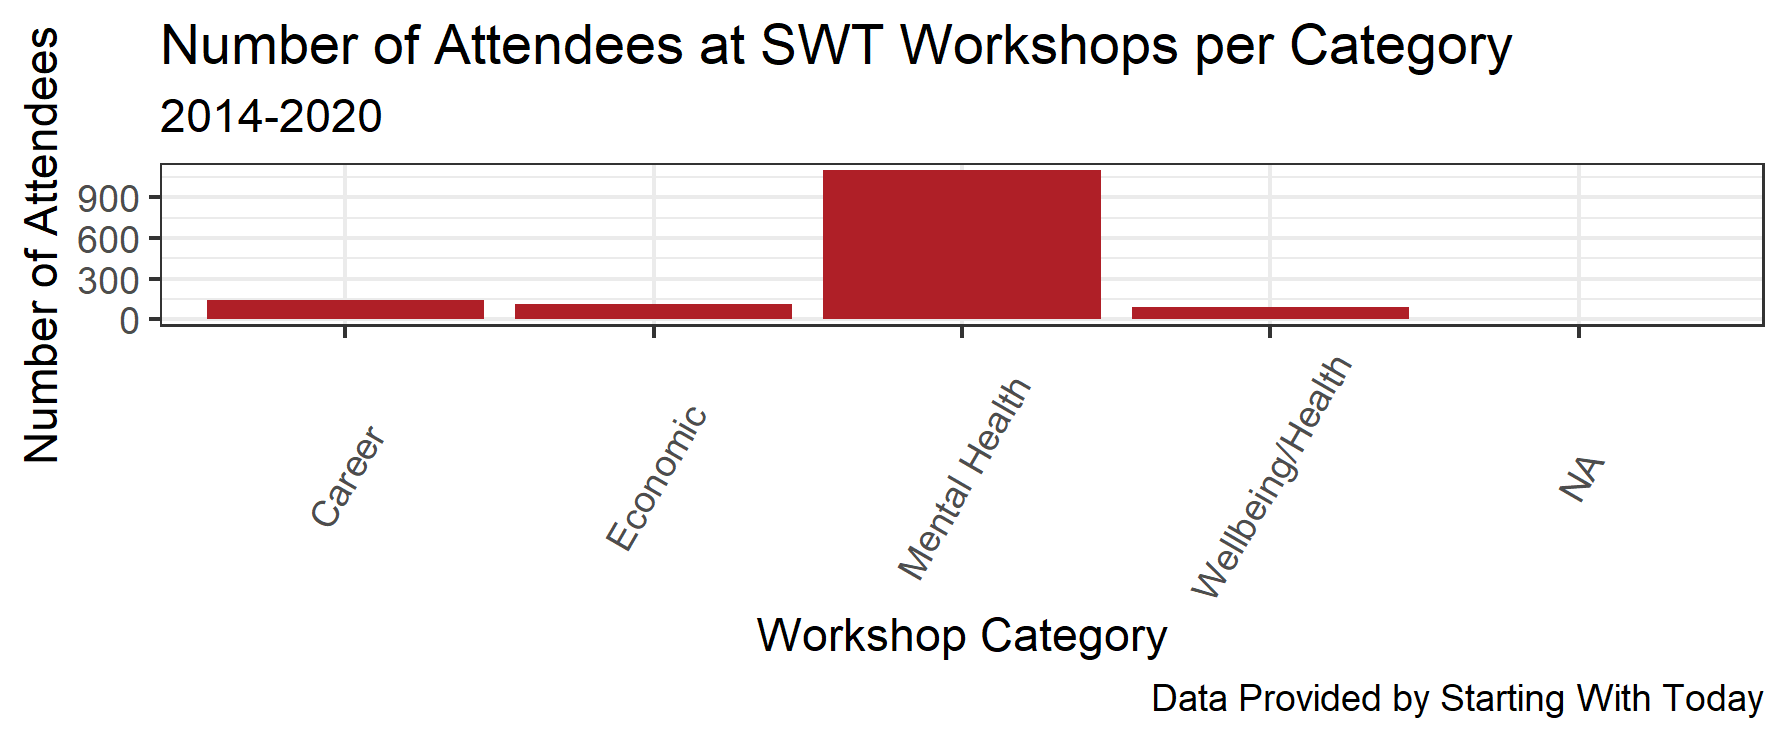 Number of Attendees at SWT Workshops per Category
2014-2020
Number of Attendees
900
600
300
0
Career
Economic
Mental Health
Wellbeing/Health
NA
Workshop Category
Data Provided by Starting With Today